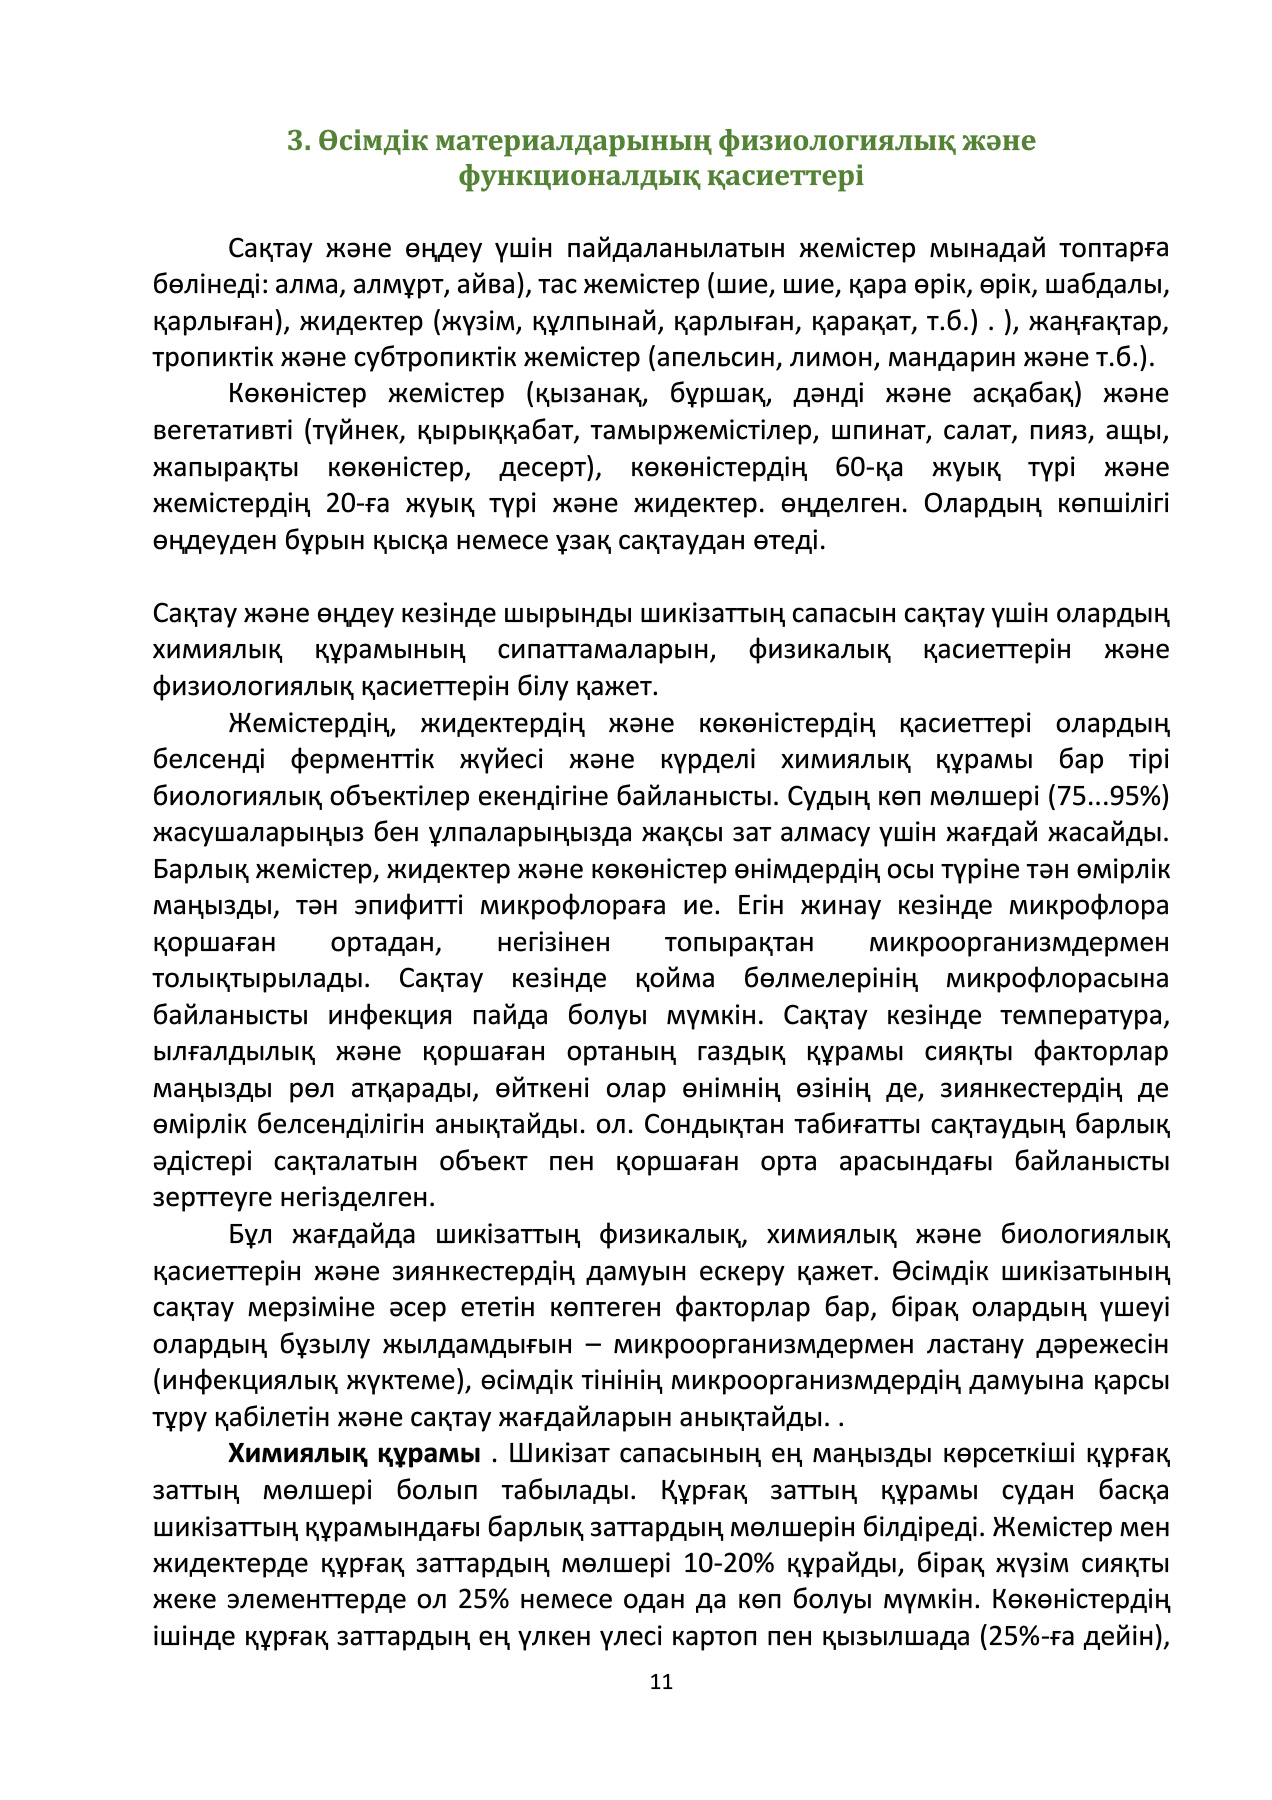 3. Өсімдік материалдарының физиологиялық және
функционалдық қасиеттері
Сақтау және өңдеу үшін пайдаланылатын жемістер мынадай топтарға
бөлінеді: алма, алмұрт, айва), тас жемістер (шие, шие, қара өрік, өрік, шабдалы,
қарлыған), жидектер (жүзім, құлпынай, қарлыған, қарақат, т.б.) . ), жаңғақтар,
тропиктік және субтропиктік жемістер (апельсин, лимон, мандарин және т.б.).
Көкөністер жемістер (қызанақ, бұршақ, дәнді және асқабақ) және
вегетативті (түйнек, қырыққабат, тамыржемістілер, шпинат, салат, пияз, ащы,
жапырақты көкөністер, десерт), көкөністердің 60-қа жуық түрі және
жемістердің 20-ға жуық түрі және жидектер. өңделген. Олардың көпшілігі
өңдеуден бұрын қысқа немесе ұзақ сақтаудан өтеді.
Сақтау және өңдеу кезінде шырынды шикізаттың сапасын сақтау үшін олардың
химиялық құрамының сипаттамаларын, физикалық қасиеттерін және
физиологиялық қасиеттерін білу қажет.
Жемістердің, жидектердің және көкөністердің қасиеттері олардың
белсенді ферменттік жүйесі және күрделі химиялық құрамы бар тірі
биологиялық объектілер екендігіне байланысты. Судың көп мөлшері (75...95%)
жасушаларыңыз бен ұлпаларыңызда жақсы зат алмасу үшін жағдай жасайды.
Барлық жемістер, жидектер және көкөністер өнімдердің осы түріне тән өмірлік
маңызды, тән эпифитті микрофлораға ие. Егін жинау кезінде микрофлора
қоршаған ортадан, негізінен топырақтан микроорганизмдермен
толықтырылады. Сақтау кезінде қойма бөлмелерінің микрофлорасына
байланысты инфекция пайда болуы мүмкін. Сақтау кезінде температура,
ылғалдылық және қоршаған ортаның газдық құрамы сияқты факторлар
маңызды рөл атқарады, өйткені олар өнімнің өзінің де, зиянкестердің де
өмірлік белсенділігін анықтайды. ол. Сондықтан табиғатты сақтаудың барлық
әдістері сақталатын объект пен қоршаған орта арасындағы байланысты
зерттеуге негізделген.
Бұл жағдайда шикізаттың физикалық, химиялық және биологиялық
қасиеттерін және зиянкестердің дамуын ескеру қажет. Өсімдік шикізатының
сақтау мерзіміне әсер ететін көптеген факторлар бар, бірақ олардың үшеуі
олардың бұзылу жылдамдығын – микроорганизмдермен ластану дәрежесін
(инфекциялық жүктеме), өсімдік тінінің микроорганизмдердің дамуына қарсы
тұру қабілетін және сақтау жағдайларын анықтайды. .
Химиялық құрамы . Шикізат сапасының ең маңызды көрсеткіші құрғақ
заттың мөлшері болып табылады. Құрғақ заттың құрамы судан басқа
шикізаттың құрамындағы барлық заттардың мөлшерін білдіреді. Жемістер мен
жидектерде құрғақ заттардың мөлшері 10-20% құрайды, бірақ жүзім сияқты
жеке элементтерде ол 25% немесе одан да көп болуы мүмкін. Көкөністердің
ішінде құрғақ заттардың ең үлкен үлесі картоп пен қызылшада (25%-ға дейін),
11